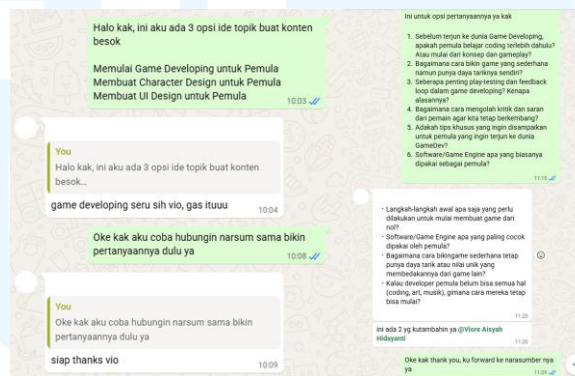 Halo kak, ini aku ada 3 opsi ide topik buat konten
besok
Memulai Game Developing untuk Pemula
Membuat Character Design untuk Pemula
Membuat UI Design untuk Pemula
10:03
You
Halo kak, ini aku ada 3 opsi ide topik buat konten
besok...
game developing seru sih vio, gas ituuu
10:04
Oke kak aku coba hubungin narsum sama bikin
pertanyaannya dulu ya
10:08
You
Oke kak aku coba hubungin narsum sama bikin
pertanyaannya dulu ya
siap thanks vio
10:09
Ini untuk opsi pertanyaannya ya kak
1. Sebelum terjun ke dunia Game Developing,
apakah pemula belajar coding terlebih dahulu?
Atau mulai dari konsep dan gameplay?
2. Bagaimana cara bikin game yang sederhana
namun punya daya tariknya sendiri?
3. Seberapa penting play-testing dan feedback
loop dalam game developing? Kenapa
alasannya?
4. Bagaimana cara mengolah kritik dan saran
dari pemain agar kita tetap berkembang?
5. Adakah tips khusus yang ingin disampaikan
untuk pemula yang ingin terjun ke dunia
GameDev?
6. Software/Game Engine apa yang biasanya
dipakai sebagai pemula?
11:15
- Langkah-langkah awal apa saja yang perlu
dilakukan untuk mulai membuat game dari
nol?
- Software/Game Engine apa yang paling cocok
dipakai oleh pemula?
- Bagaimana cara bikingame sederhana tetap
punya daya tarik atau nilai unik yang
membedakannya dari game lain?
- Kalau developer pemula belum bisa semua hal
(coding, art, musik), gimana cara mereka tetap
bisa mulai?
11:20
ini ada 2 yg kutambahin ya @Viore Aisyah
Hidayanti
11:20
Oke kak thank you, ku forward ke narasumber nya
ya
11:29